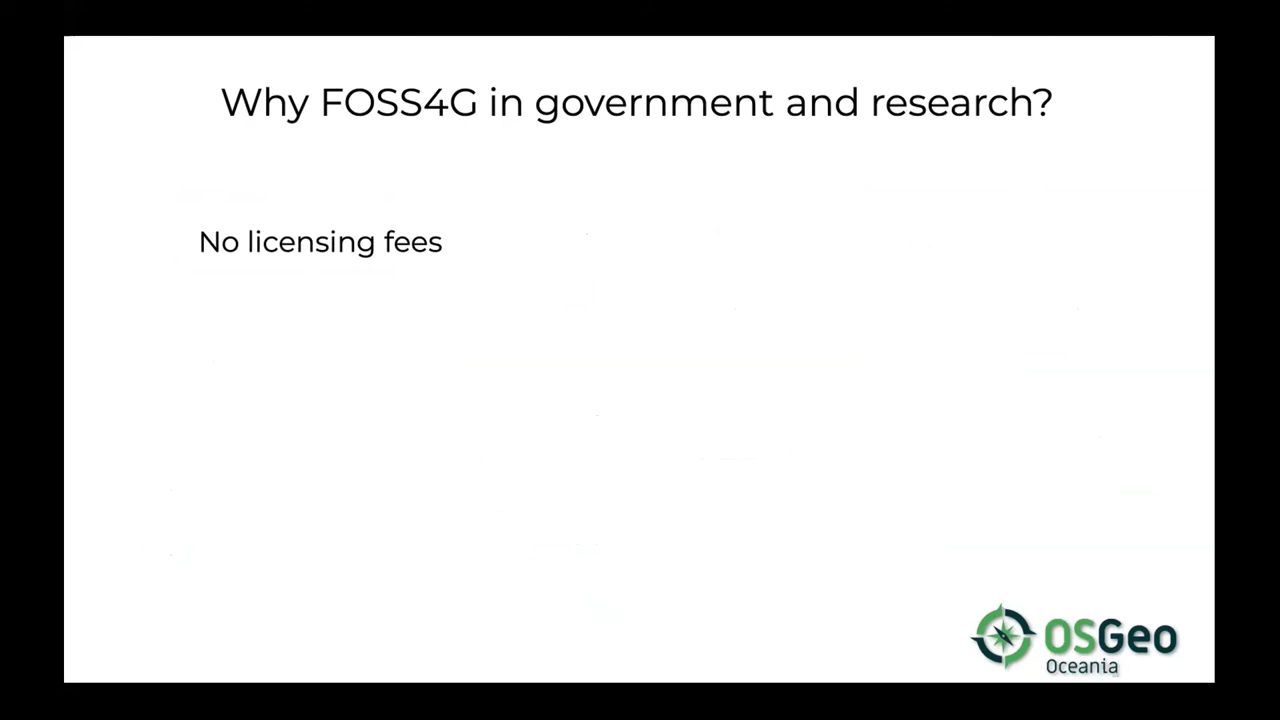 Why FOSS4G in government and research?
No licensing fees
OSGeo
Oceania